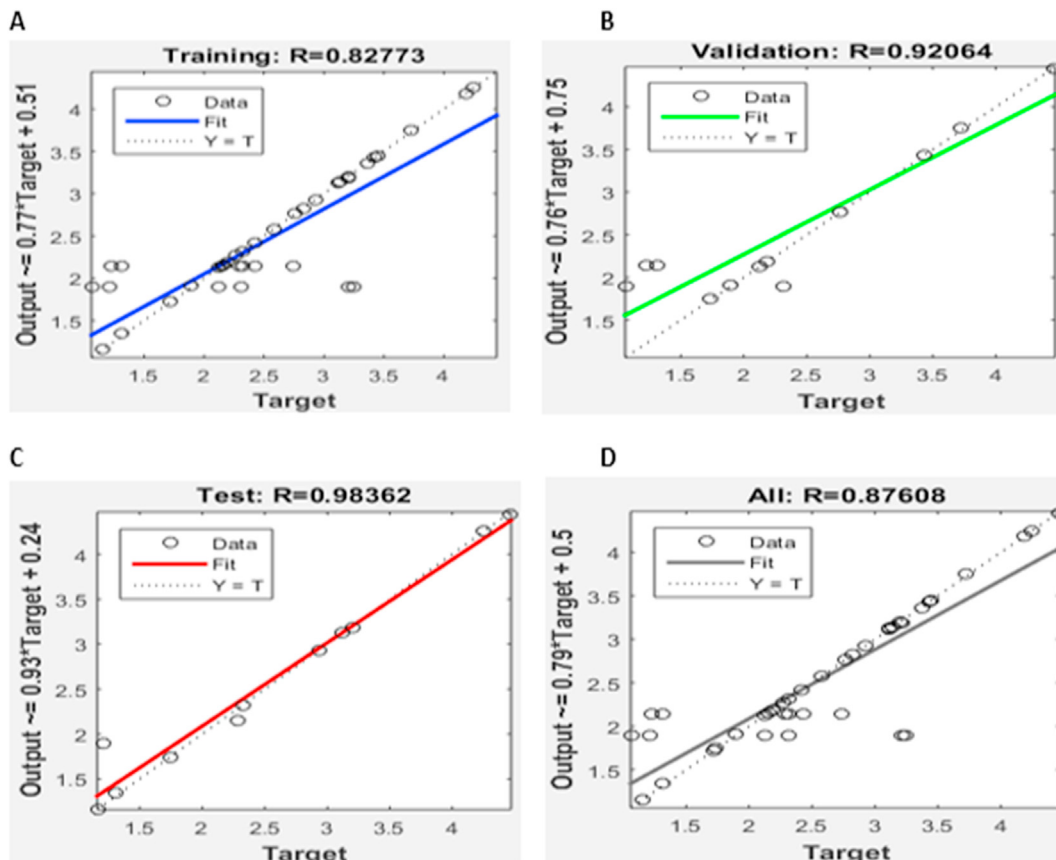 A
Training: R=0.82773
Output ~= 0.77*Target + 0.51
Data
Fit
Y = T
4
3.5
3
2.5
2
1.5
1.5 2 2.5 3 3.5 4
Target
B
Validation: R=0.92064
Output ~= 0.76*Target + 0.75
Data
Fit
Y = T
4
3.5
3
2.5
2
1.5
1.5 2 2.5 3 3.5 4
Target
C
Test: R=0.98362
Output ~= 0.93*Target + 0.24
Data
Fit
Y = T
4
3.5
3
2.5
2
1.5
1.5 2 2.5 3 3.5 4
Target
D
All: R=0.87608
Output ~= 0.79*Target + 0.5
Data
Fit
Y = T
4
3.5
3
2.5
2
1.5
1.5 2 2.5 3 3.5 4
Target